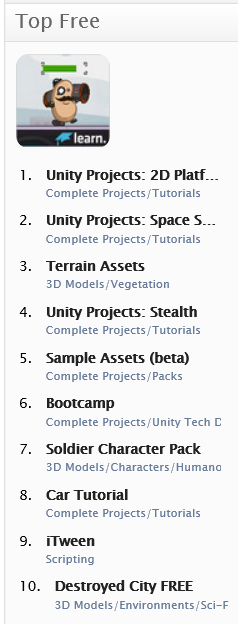 Top Free
learn.
1. Unity Projects: 2D Platf...
Complete Projects/Tutorials
2. Unity Projects: Space S...
Complete Projects/Tutorials
3. Terrain Assets
3D Models/Vegetation
4. Unity Projects: Stealth
Complete Projects/Tutorials
5. Sample Assets (beta)
Complete Projects/Packs
6. Bootcamp
Complete Projects/Unity Tech D
7. Soldier Character Pack
3D Models/Characters/Humano
8. Car Tutorial
Complete Projects/Tutorials
9. iTween
Scripting
10. Destroyed City FREE
3D Models/Environments/Sci-F